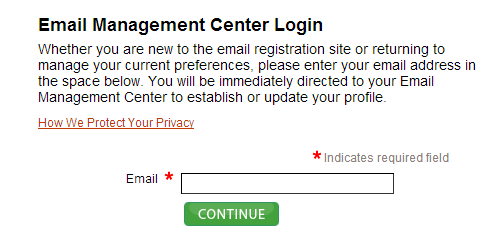 Email Management Center Login
Whether you are new to the email registration site or returning to
manage your current preferences, please enter your email address in
the space below. You will be immediately directed to your Email
Management Center to establish or update your profile.
How We Protect Your Privacy
* Indicates required field
Email *
CONTINUE